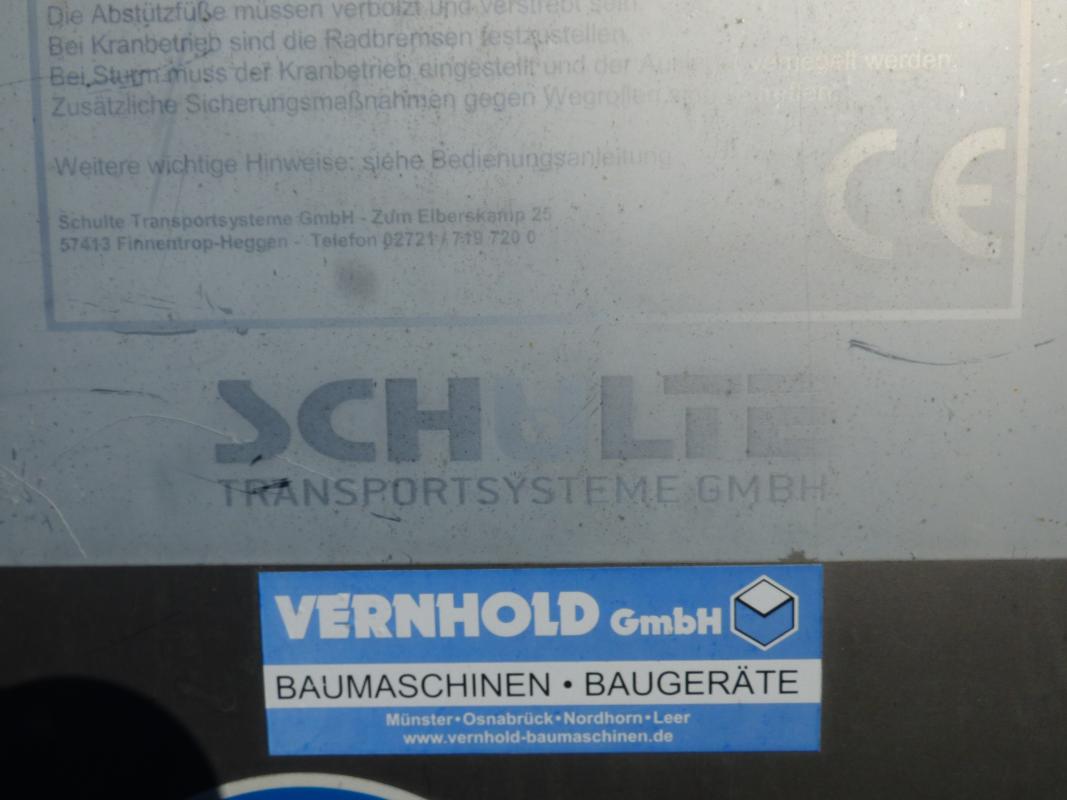 Die Abstützfüße müssen verbolzt und verstrebt sein.
Bei Kranbetrieb sind die Radbremsen festzustellen.
Bei Sturm muss der Kranbetrieb eingestellt und der verriegelt werden.
Zusätzliche Sicherungsmaßnahmen gegen Wegrollen
Weitere wichtige Hinweise: siehe Bedienungsanleitung
CE
Schulte Transportsysteme GmbH - Zum Elberskamp 25
57413 Finnentrop-Heggen - Telefon 02721 / 719 720 0
SCHULTE
TRANSPORTSYSTEME GMBH
VERNHOLD GmbH
BAUMASCHINEN • BAUGERÄTE
Münster•Osnabrück•Nordhorn•Leer
www.vernhold-baumaschinen.de